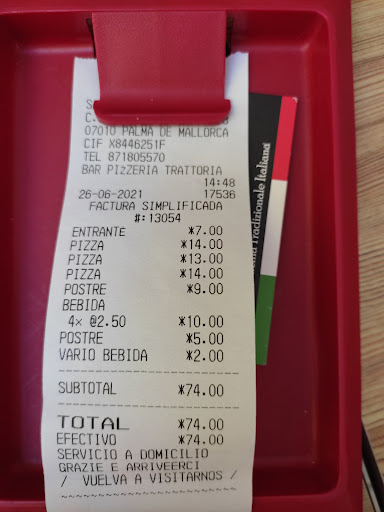 07010 PALMA DE MALLORCA
CIF X8446251F
TEL 871805570
BAR PIZZERIA TRATTORIA
14:48
26-06-2021 17536
FACTURA SIMPLIFICADA
#:13054
ENTRANTE *7.00
PIZZA *14.00
PIZZA *13.00
PIZZA *14.00
POSTRE *9.00
BEBIDA
4× @2.50 *10.00
POSTRE *5.00
VARIO BEBIDA *2.00
SUBTOTAL *74.00
TOTAL *74.00
EFECTIVO *74.00
SERVICIO A DOMICILIO
GRAZIE E ARRIVEERCI
/ VUELVA A VISITARNOS /
Tradizionale Italiana